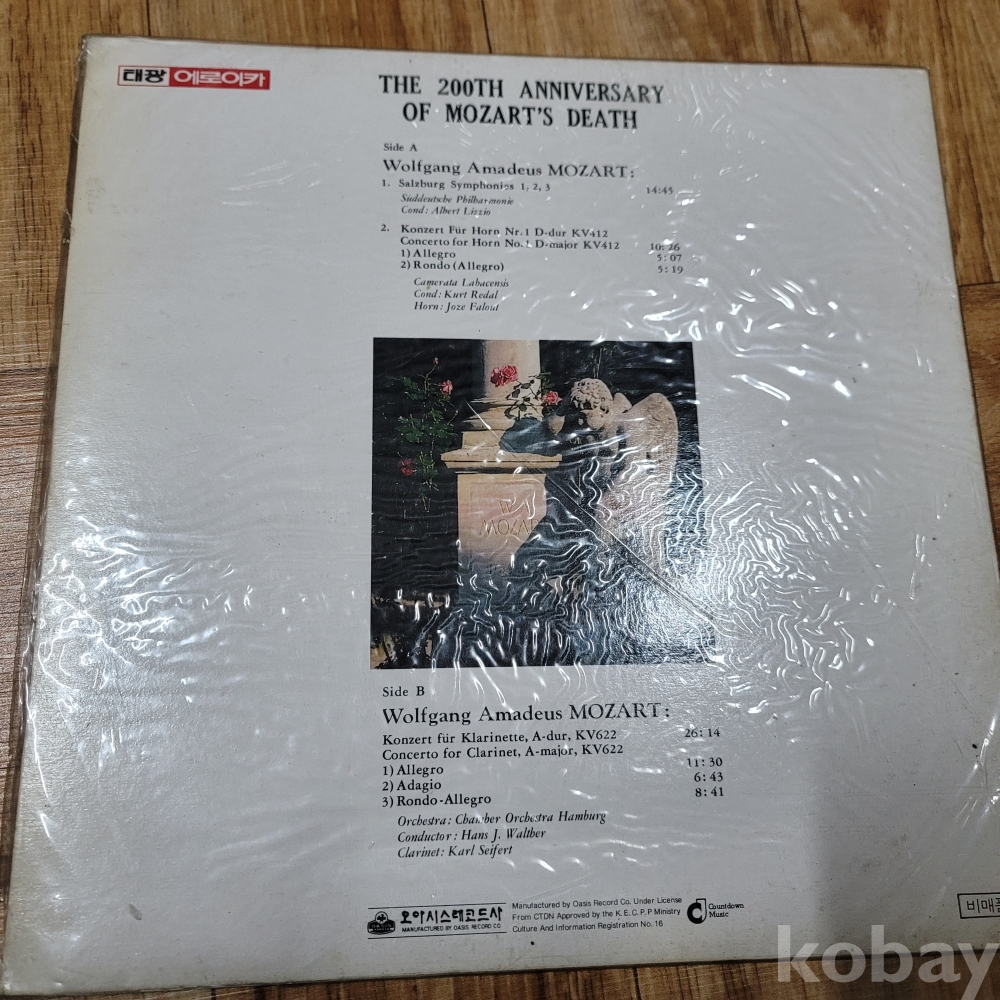 태광 에로이카
THE 200TH ANNIVERSARY
OF MOZART'S DEATH
Side A
Wolfgang Amadeus MOZART:
1. Salzburg Symphonies 1, 2, 3 14:45
Süddeutsche Philharmonie
Cond: Albert Lizzio
2. Konzert Für Horn Nr.1 D-dur KV412
Concerto for Horn No.1 D-major KV412 10:26
1) Allegro 5:07
2) Rondo (Allegro) 5:19
Camerata Labacensis
Cond: Kurt Redal
Horn: Joze Falout
Side B
Wolfgang Amadeus MOZART:
Konzert für Klarinette, A-dur, KV622 26:14
Concerto for Clarinet, A-major, KV622
1) Allegro 11:30
2) Adagio 6:43
3) Rondo-Allegro 8:41
Orchestra: Chamber Orchestra Hamburg
Conductor: Hans J. Walther
Clarinet: Karl Seifert
오아시스레코드사
MANUFACTURED BY OASIS RECORD CO
Manufactured by Oasis Record Co. Under License
From CTDN Approved by the K.E.C.P.P Ministry
Culture And Information Registration No. 16
Countdown
Music
비매품
kobay